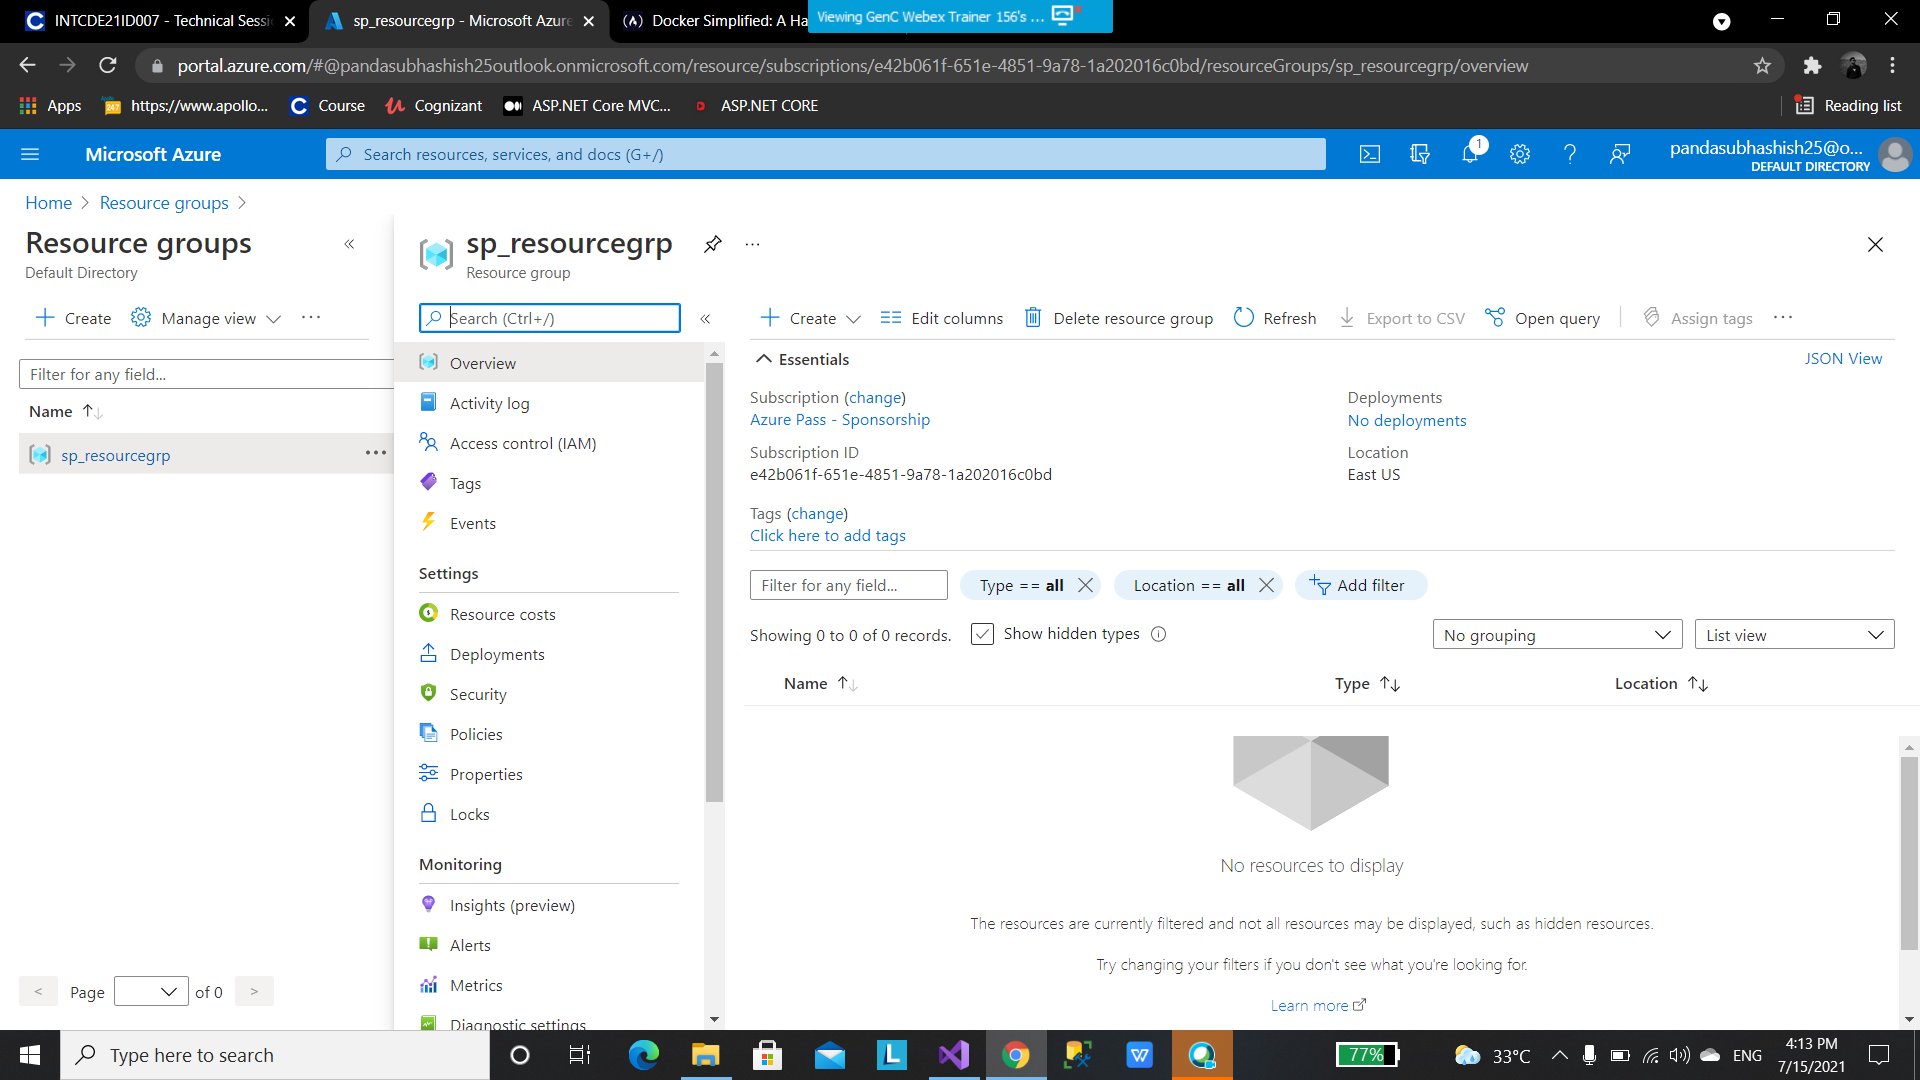 INTCDE21ID007 - Technical Sessi
sp_resourcegrp - Microsoft Azure
Docker Simplified: A Ha
Viewing GenC Webex Trainer 156's ...
portal.azure.com/#@pandasubhashish25outlook.onmicrosoft.com/resource/subscriptions/e42b061f-651e-4851-9a78-1a202016c0bd/resourceGroups/sp_resourcegrp/overview
Apps
https://www.apollo...
Course
Cognizant
ASP.NET Core MVC...
ASP.NET CORE
Reading list
Microsoft Azure
Search resources, services, and docs (G+/)
1
pandasubhashish25@o...
DEFAULT DIRECTORY
Home > Resource groups >
Resource groups
Default Directory
Create
Manage view
Filter for any field...
Name
sp_resourcegrp
< Page
of 0 >
sp_resourcegrp
Resource group
Search (Ctrl+/)
Overview
Activity log
Access control (IAM)
Tags
Events
Settings
Resource costs
Deployments
Security
Policies
Properties
Locks
Monitoring
Insights (preview)
Alerts
Metrics
Diagnostic settings
Create
Edit columns
Delete resource group
Refresh
Export to CSV
Open query
Assign tags
Essentials
JSON View
Subscription (change)
Azure Pass - Sponsorship
Subscription ID
e42b061f-651e-4851-9a78-1a202016c0bd
Tags (change)
Click here to add tags
Deployments
No deployments
Location
East US
Filter for any field...
Type == all
Location == all
Add filter
Showing 0 to 0 of 0 records.
Show hidden types
No grouping
List view
Name
Type
Location
No resources to display
The resources are currently filtered and not all resources may be displayed, such as hidden resources.
Try changing your filters if you don't see what you're looking for.
Learn more
Type here to search
77%
33°C
ENG
4:13 PM
7/15/2021